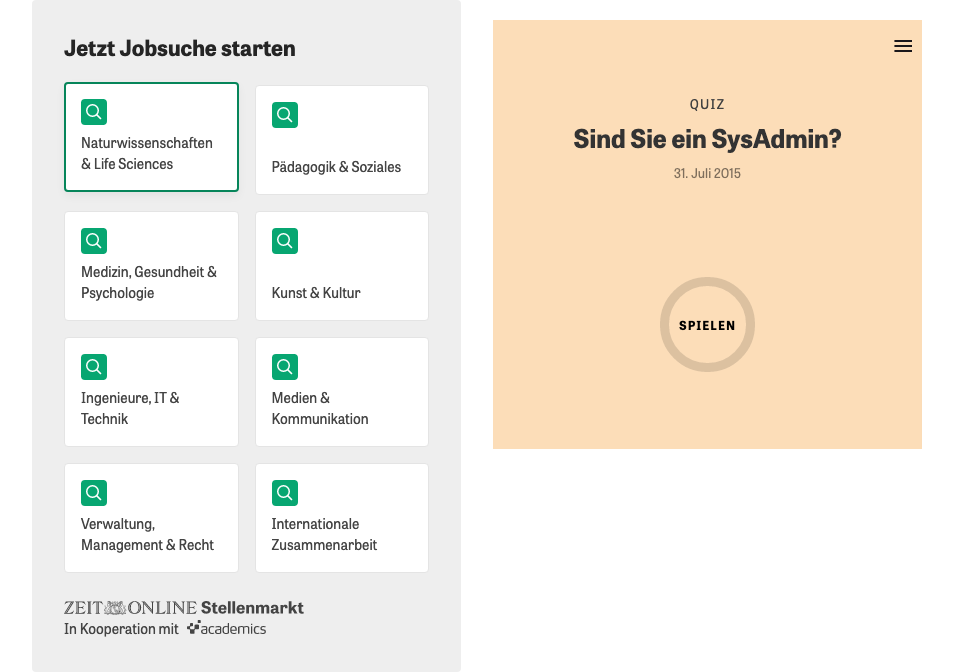 Jetzt Jobsuche starten
Naturwissenschaften
& Life Sciences
Pädagogik & Soziales
Medizin, Gesundheit &
Psychologie
Kunst & Kultur
Ingenieure, IT &
Technik
Medien &
Kommunikation
Verwaltung,
Management & Recht
Internationale
Zusammenarbeit
ZEIT ONLINE Stellenmarkt
In Kooperation mit academics
QUIZ
Sind Sie ein SysAdmin?
31. Juli 2015
SPIELEN